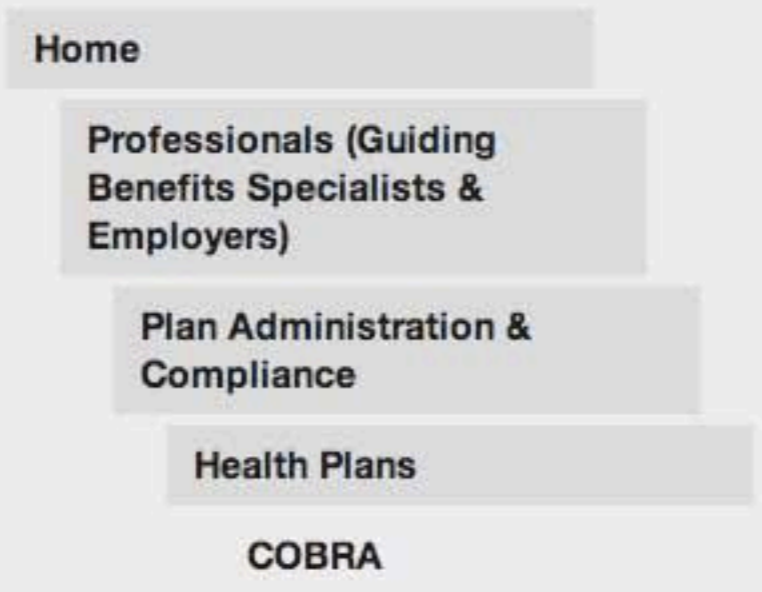 Home
Professionals (Guiding
Benefits Specialists &
Employers)
Plan Administration &
Compliance
Health Plans
COBRA